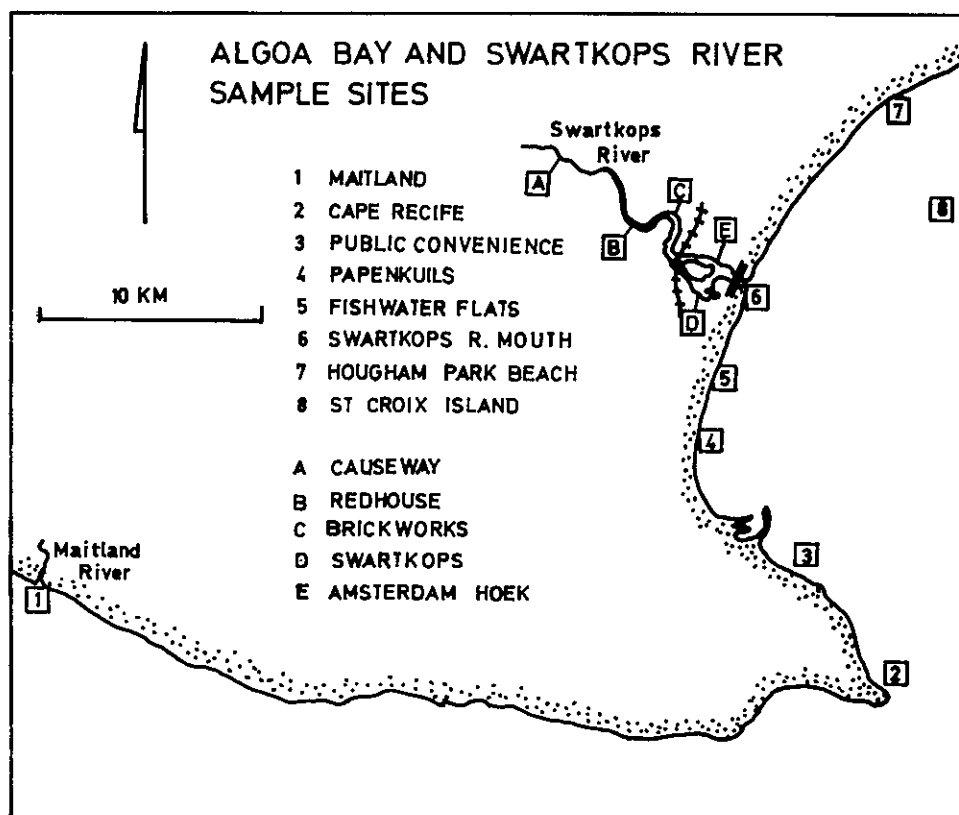 ALGOA BAY AND SWARTKOPS RIVER
SAMPLE SITES
Swartkops
River
1 MAITLAND
2 CAPE RECIFE
3 PUBLIC CONVENIENCE
4 PAPENKUILS
5 FISHWATER FLATS
6 SWARTKOPS R. MOUTH
7 HOUGHAM PARK BEACH
8 ST CROIX ISLAND
A CAUSEWAY
B REDHOUSE
C BRICKWORKS
D SWARTKOPS
E AMSTERDAM HOEK
10 KM
Maitland
River
A
B
C
D
E
1
2
3
4
5
6
7
8